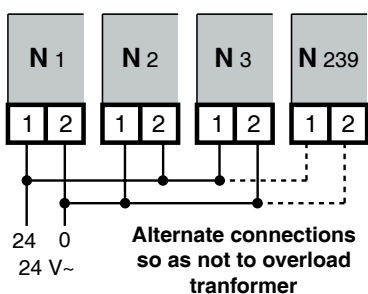 N 1 N 2 N 3 N 239
1 2 1 2 1 2 1 2
24 0
24 V~
Alternate connections
so as not to overload
tranformer